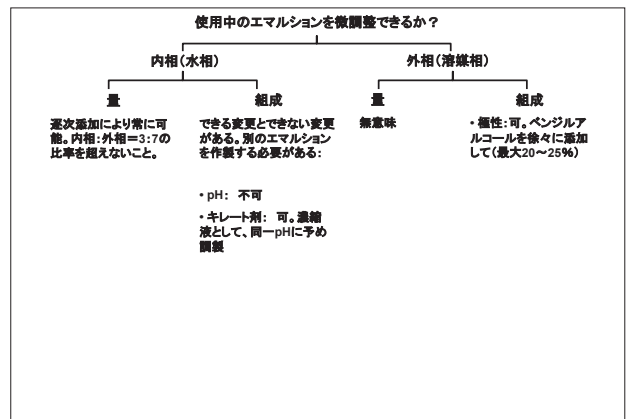 使用中のエマルションを微調整できるか？
内相（水相）
外相（溶媒相）
量
組成
量
組成
逐次添加により常に可
能。内相：外相＝3：7の
比率を超えないこと。
できる変更とできない変更
がある。別のエマルション
を作製する必要がある：
・pH： 不可
・キレート剤： 可。濃縮
液として、同一pHに予め
調製
無意味
・極性：可。ベンジルア
ルコールを徐々に添加
して（最大20～25％）